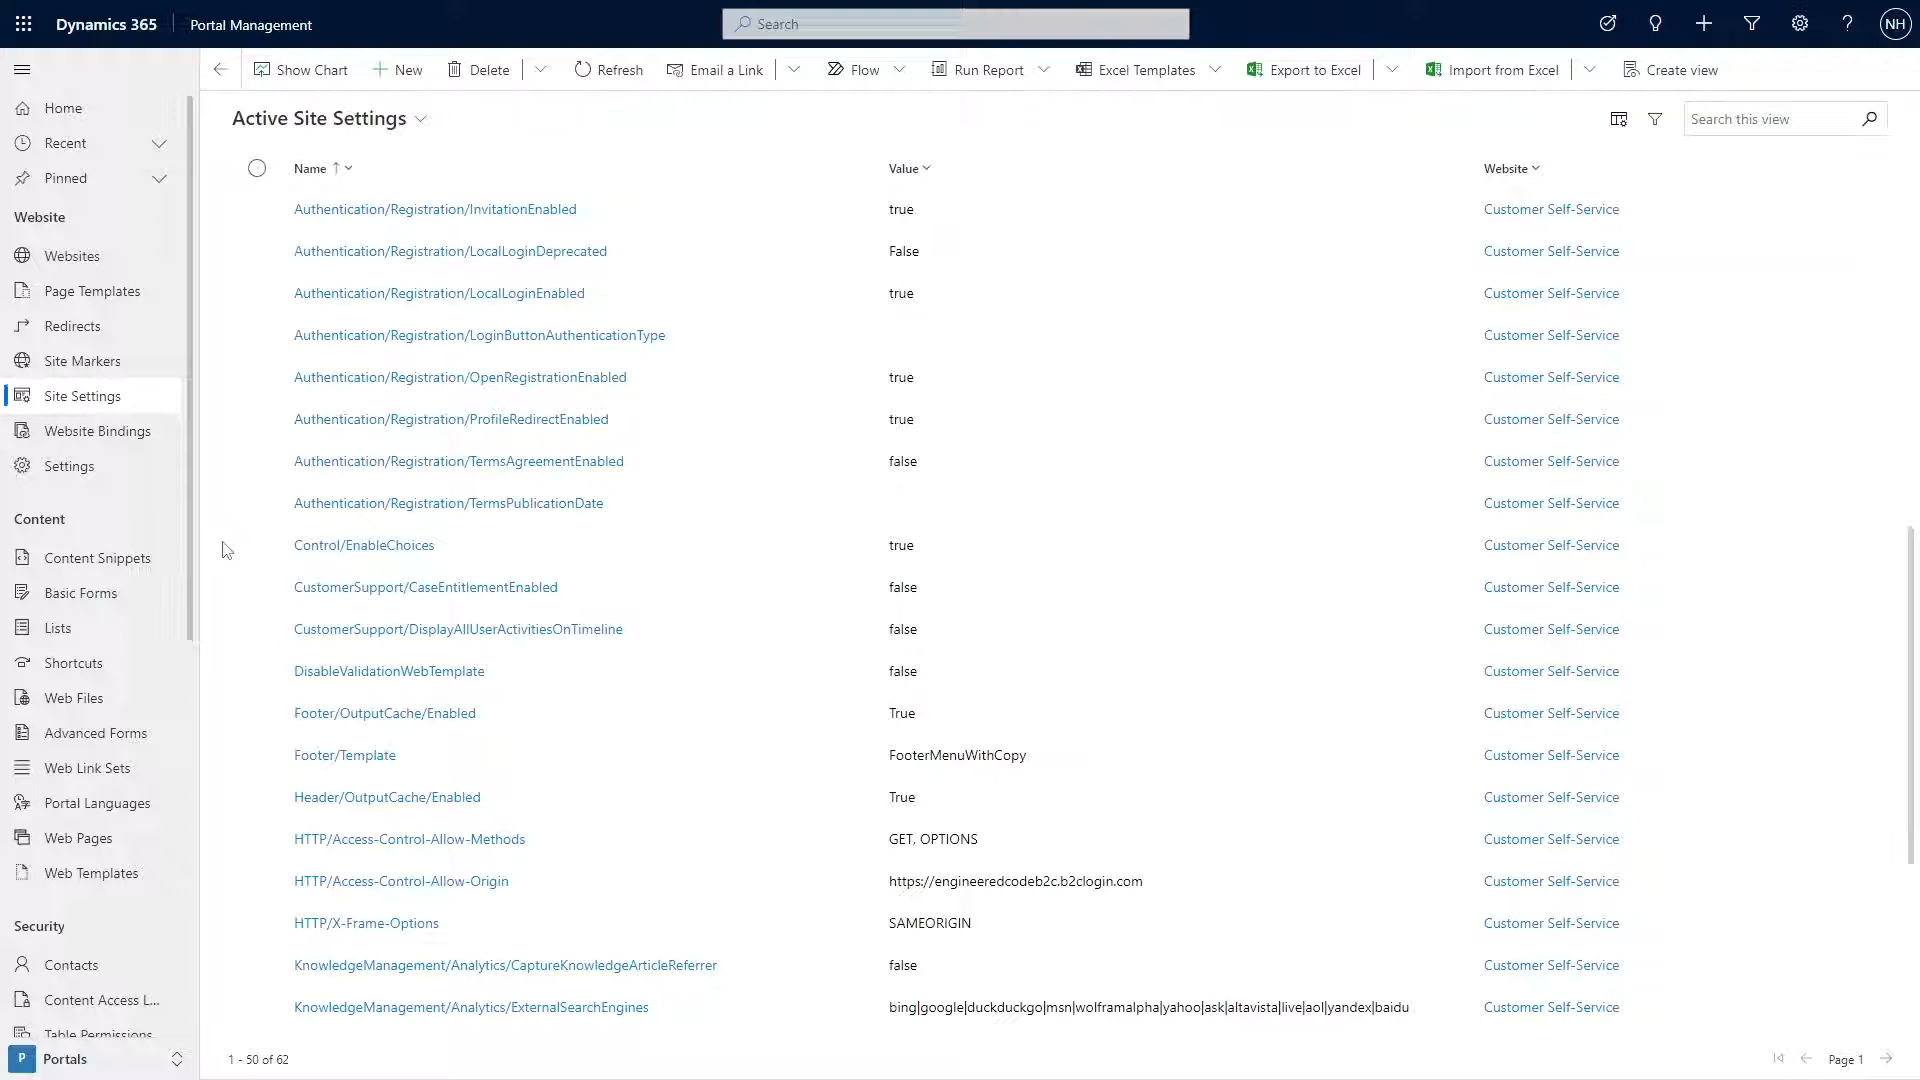 Dynamics 365
Portal Management
Search
NH
Show Chart
New
Delete
Refresh
Email a Link
Flow
Run Report
Excel Templates
Export to Excel
Import from Excel
Create view
Home
Recent
Pinned
Website
Websites
Page Templates
Redirects
Site Markers
Site Settings
Website Bindings
Settings
Content
Content Snippets
Basic Forms
Lists
Shortcuts
Web Files
Advanced Forms
Web Link Sets
Portal Languages
Web Pages
Web Templates
Security
Contacts
Content Access L...
Table Permissions
P Portals
Active Site Settings
Search this view
Name Value Website
Authentication/Registration/InvitationEnabled true Customer Self-Service
Authentication/Registration/LocalLoginDeprecated False Customer Self-Service
Authentication/Registration/LocalLoginEnabled true Customer Self-Service
Authentication/Registration/LoginButtonAuthenticationType Customer Self-Service
Authentication/Registration/OpenRegistrationEnabled true Customer Self-Service
Authentication/Registration/ProfileRedirectEnabled true Customer Self-Service
Authentication/Registration/TermsAgreementEnabled false Customer Self-Service
Authentication/Registration/TermsPublicationDate Customer Self-Service
Control/EnableChoices true Customer Self-Service
CustomerSupport/CaseEntitlementEnabled false Customer Self-Service
CustomerSupport/DisplayAllUserActivitiesOnTimeline false Customer Self-Service
DisableValidationWebTemplate false Customer Self-Service
Footer/OutputCache/Enabled True Customer Self-Service
Footer/Template FooterMenuWithCopy Customer Self-Service
Header/OutputCache/Enabled True Customer Self-Service
HTTP/Access-Control-Allow-Methods GET, OPTIONS Customer Self-Service
HTTP/Access-Control-Allow-Origin https://engineeredcodeb2c.b2clogin.com Customer Self-Service
HTTP/X-Frame-Options SAMEORIGIN Customer Self-Service
KnowledgeManagement/Analytics/CaptureKnowledgeArticleReferrer false Customer Self-Service
KnowledgeManagement/Analytics/ExternalSearchEngines bing|google|duckduckgo|msn|wolframalpha|yahoo|ask|altavista|live|aol|yandex|baidu Customer Self-Service
1 - 50 of 62
Page 1